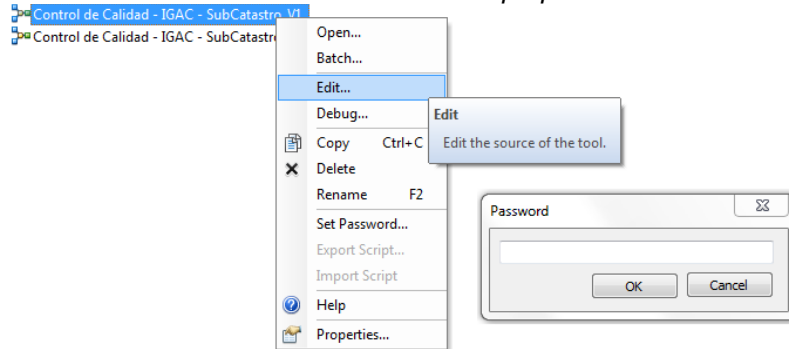 Control de Calidad - IGAC - SubCatastro_V1
Control de Calidad - IGAC - SubCatastro
Open...
Batch...
Edit...
Debug...
Edit
Edit the source of the tool.
Copy Ctrl+C
Delete
Rename F2
Set Password...
Export Script...
Import Script
Help
Properties...
Password
OK Cancel